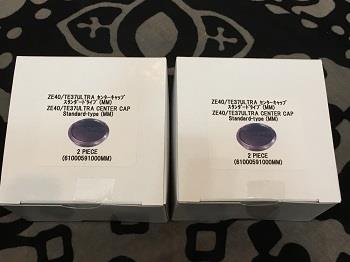 ZE40/TE37ULTRA センターキャップ
スタンダードタイプ (MM)
ZE40/TE37ULTRA CENTER CAP
Standard-type (MM)
2 PIECE
(61000591000MM)
ZE40/TE37ULTRA センターキャップ
スタンダードタイプ (MM)
ZE40/TE37ULTRA CENTER CAP
Standard-type (MM)
2 PIECE
(61000591000MM)